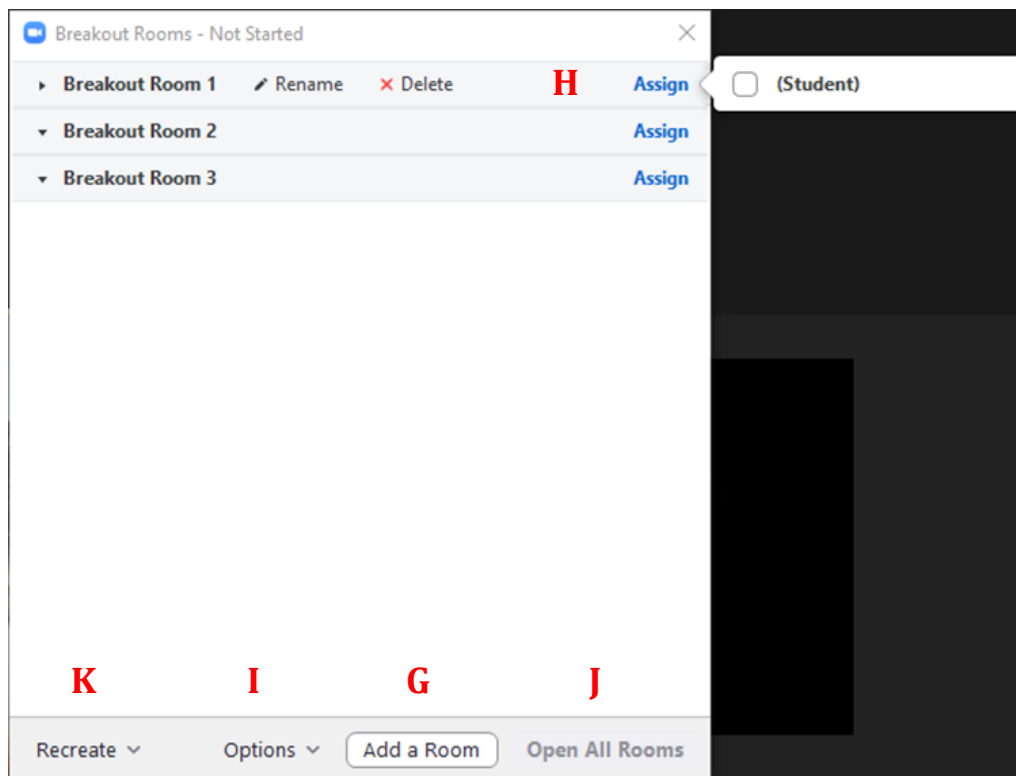 Breakout Rooms - Not Started
Breakout Room 1 Rename Delete H Assign (Student)
Breakout Room 2 Assign
Breakout Room 3 Assign
K I G J
Recreate Options Add a Room Open All Rooms